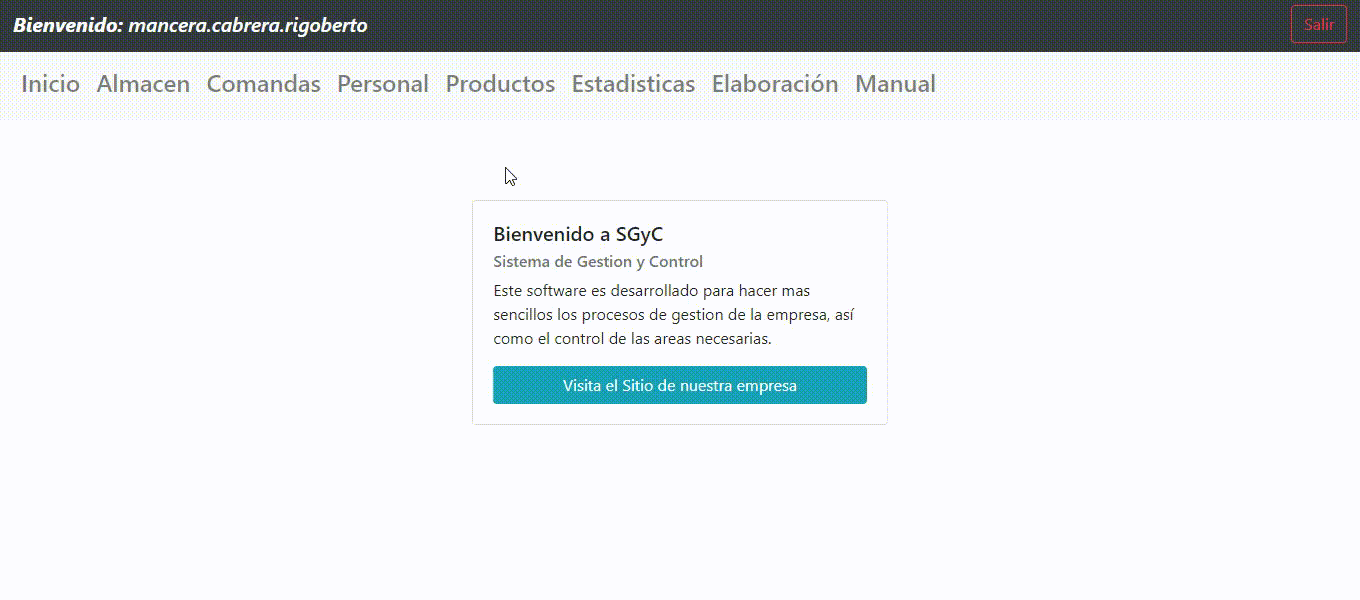 Bienvenido: mancera.cabrera.rigoberto
Salir
Inicio Almacen Comandas Personal Productos Estadisticas Elaboración Manual
Bienvenido a SGyC
Sistema de Gestion y Control
Este software es desarrollado para hacer mas
sencillos los procesos de gestion de la empresa, así
como el control de las areas necesarias.
Visita el Sitio de nuestra empresa